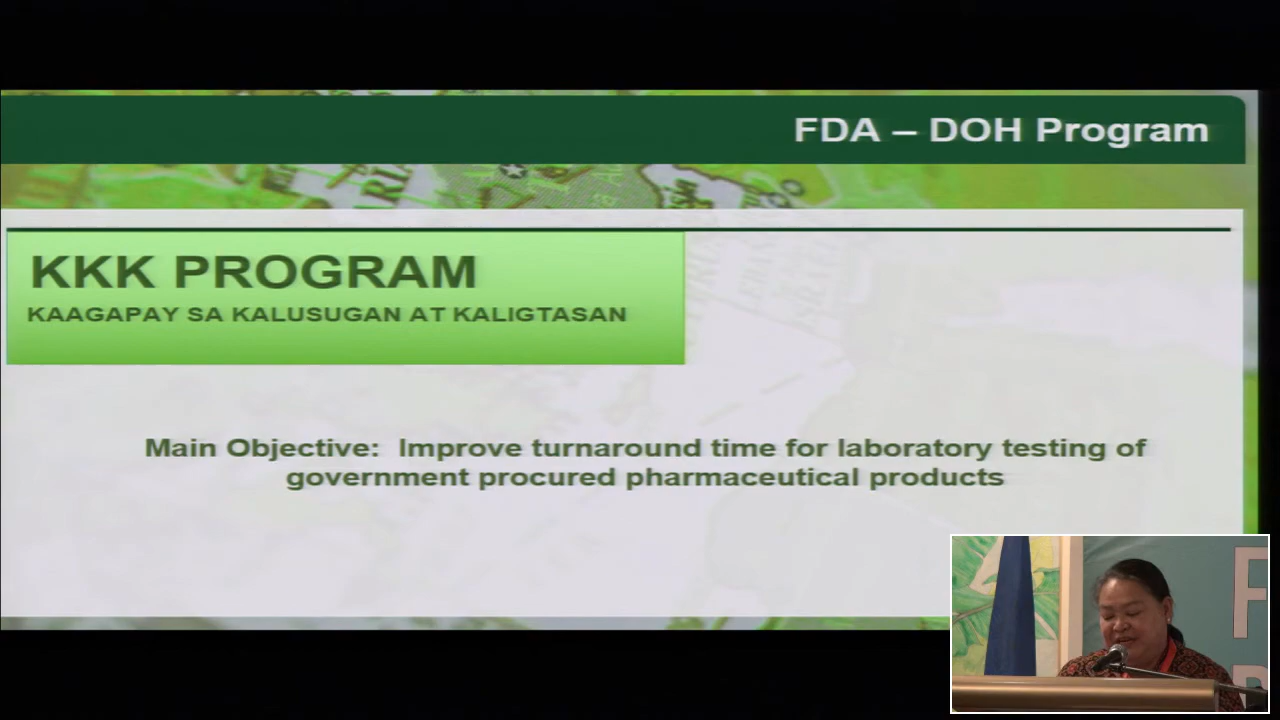 FDA – DOH Program
KKK PROGRAM
KAAGAPAY SA KALUSUGAN AT KALIGTASAN
Main Objective: Improve turnaround time for laboratory testing of
government procured pharmaceutical products